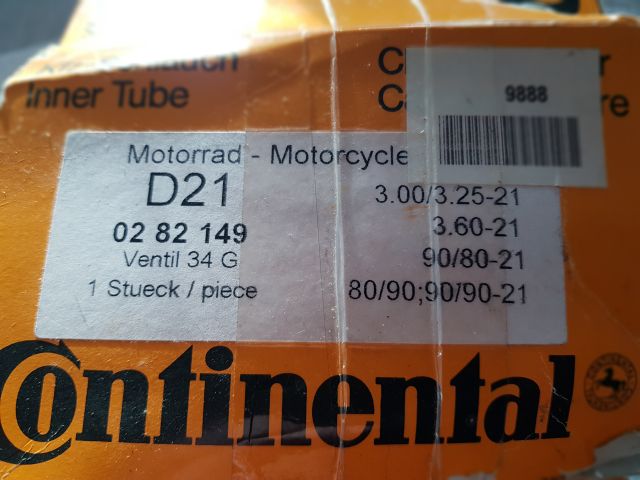 Inner Tube
9888
Motorrad - Motorcycle
D21
3.00/3.25-21
02 82 149
3.60-21
Ventil 34 G
90/80-21
1 Stueck / piece
80/90;90/90-21
Continental